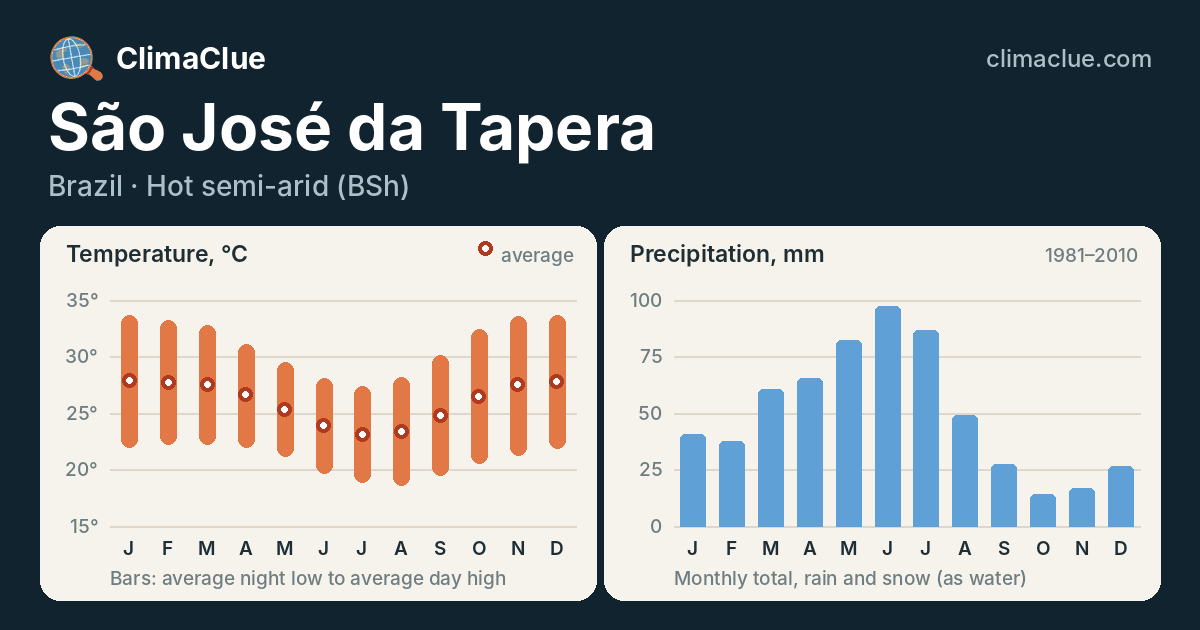 ClimaClue
climaclue.com
São José da Tapera
Brazil · Hot semi-arid (BSh)
Temperature, °C
average
35°
30°
25°
20°
15°
J F M A M J J A S O N D
Bars: average night low to average day high
Precipitation, mm
1981–2010
100
75
50
25
0
J F M A M J J A S O N D
Monthly total, rain and snow (as water)